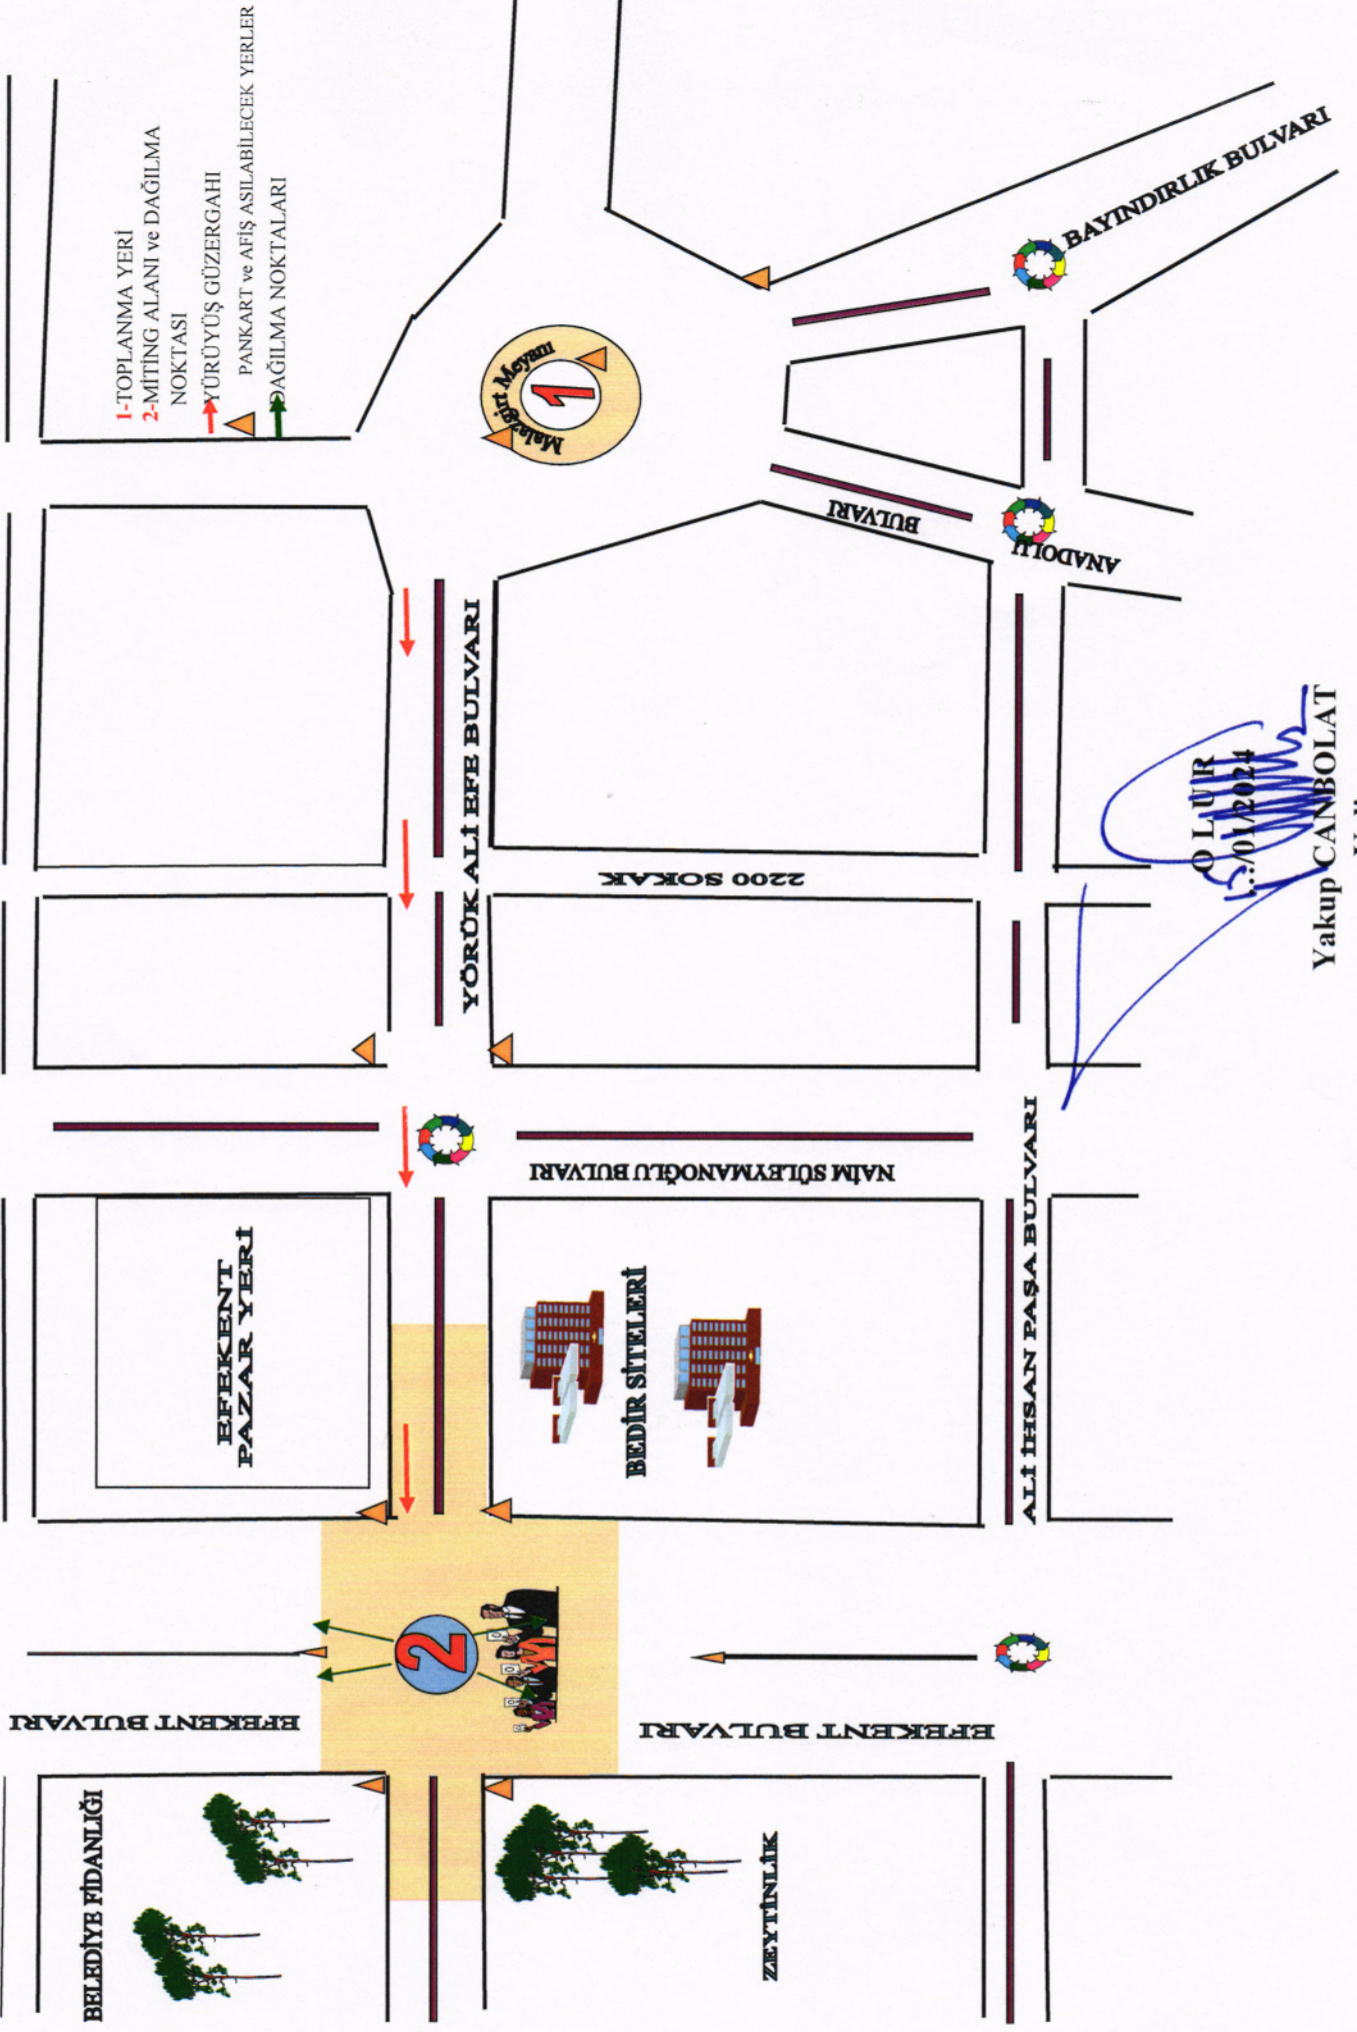 1-TOPLANMA YERİ
2-MİTİNG ALANI ve DAĞILMA
NOKTASI
YÜRÜYÜŞ GÜZERGAHI
PANKART ve AFİŞ ASILABİLECEK YERLER
DAĞILMA NOKTALARI
Malazgirt Meyanı
1
BAYINDIRLIK BULVARI
ANADOLU
BULVARI
YÖRÜK ALİ EFE BULVARI
2200 SOKAK
NAİM SÜLEYMANOĞLU BULVARI
ALİ İHSAN PAŞA BULVARI
EFEKENT
PAZAR YERİ
BEDİR SİTELERİ
2
EFEKENT BULVARI
EFEKENT BULVARI
BELEDİYE FİDANLIĞI
ZEYTİNLİK
O L U R
.../01/2024
Yakup CANBOLAT